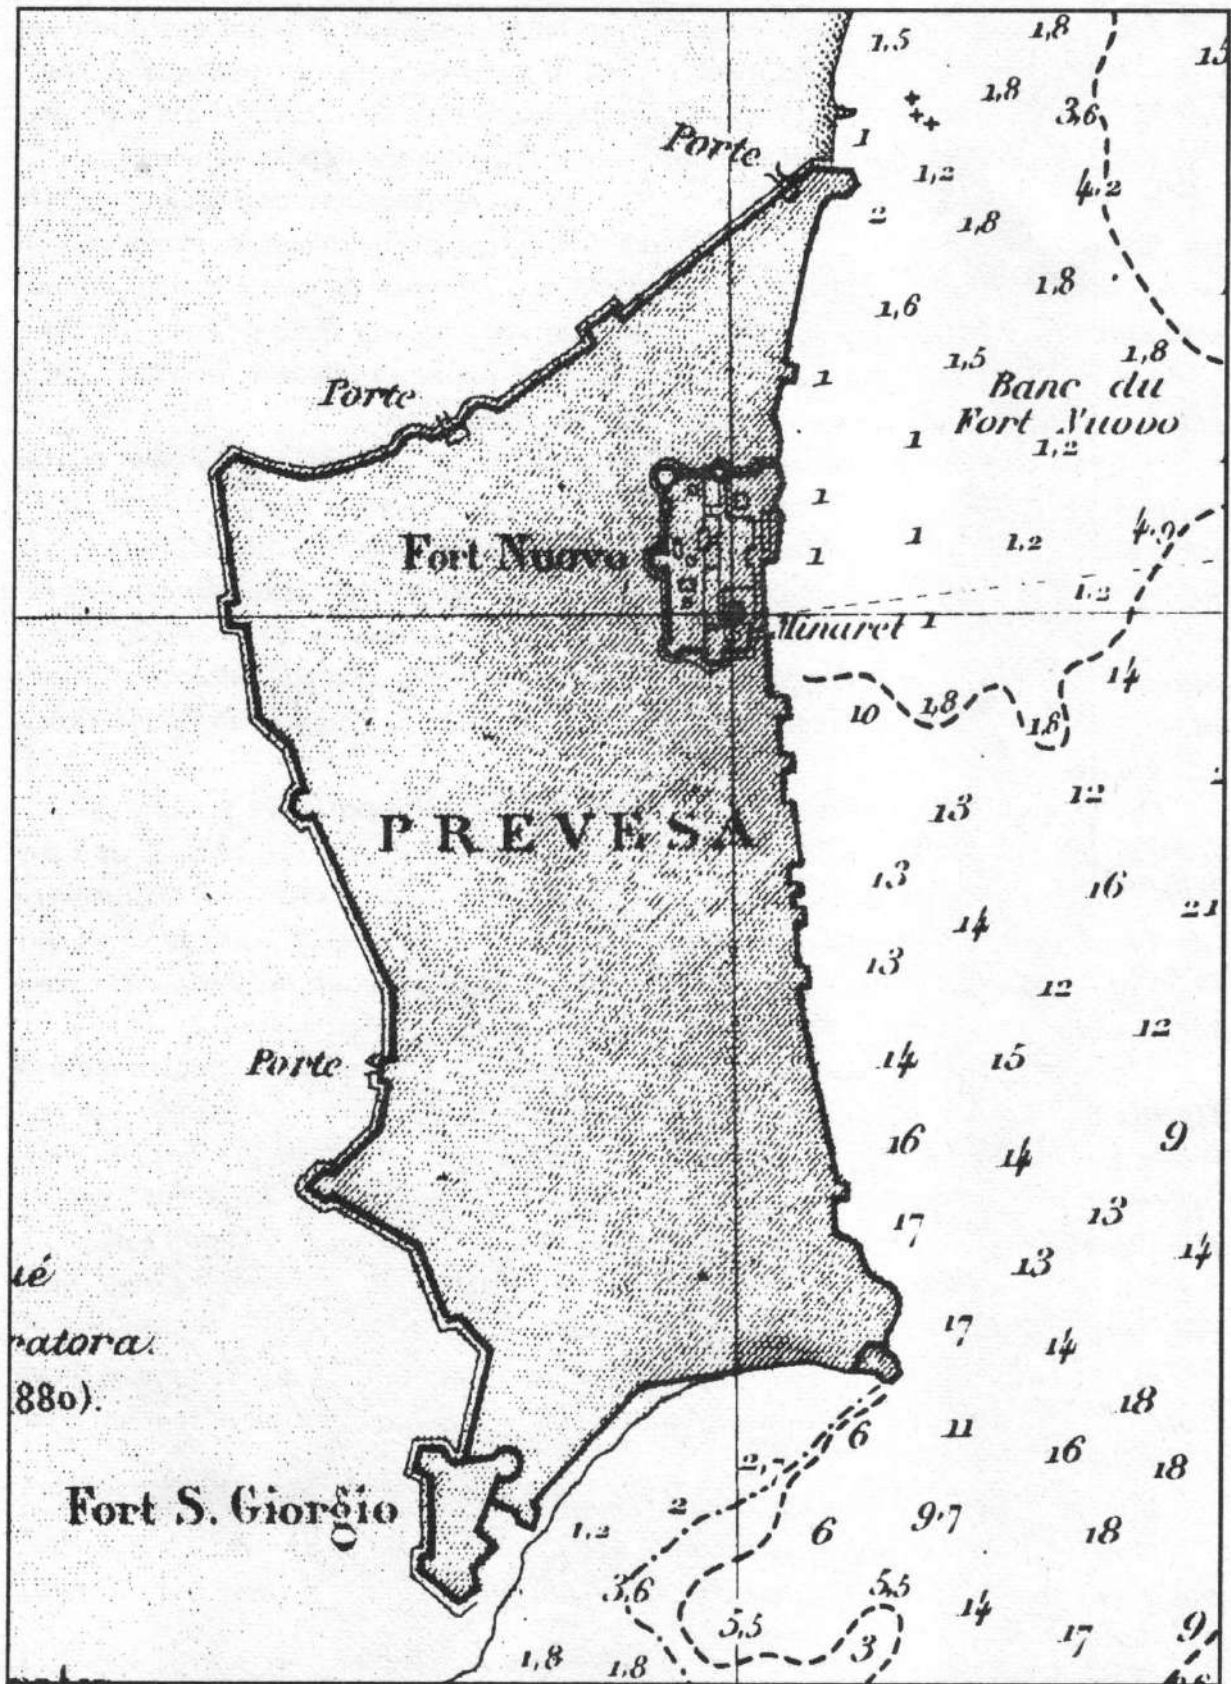 1,5 1,8 15
1,8 3,6
Porte 1
1,2 4,2
2 1,8
1,8
1,6
1,5 1,8
Porte 1 Banc du
Fort Nuovo
1 1,2
1
Fort Nuovo 1 1 1,2 4,9
1,2
Minaret 1
14
10 1,8 1,8
PREVESA 13 12
13 16
14 21
13 12
12
Porte 14 15
16 14 9
17 13
13 14
ué
ratora. 17 14
880). 18
6 11 16
2, 18
Fort S. Giorgio 2 9,7
1,2 6 18
3,6 5,5 14
5,5 17 9
1,8 1,8 3